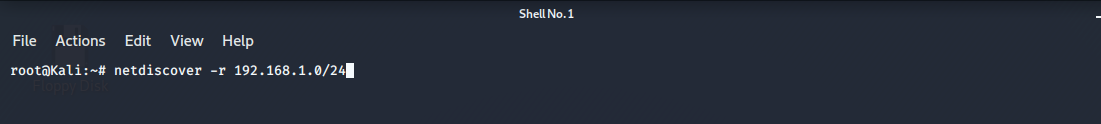 Shell No. 1
File Actions Edit View Help
root@Kali:~# netdiscover -r 192.168.1.0/24